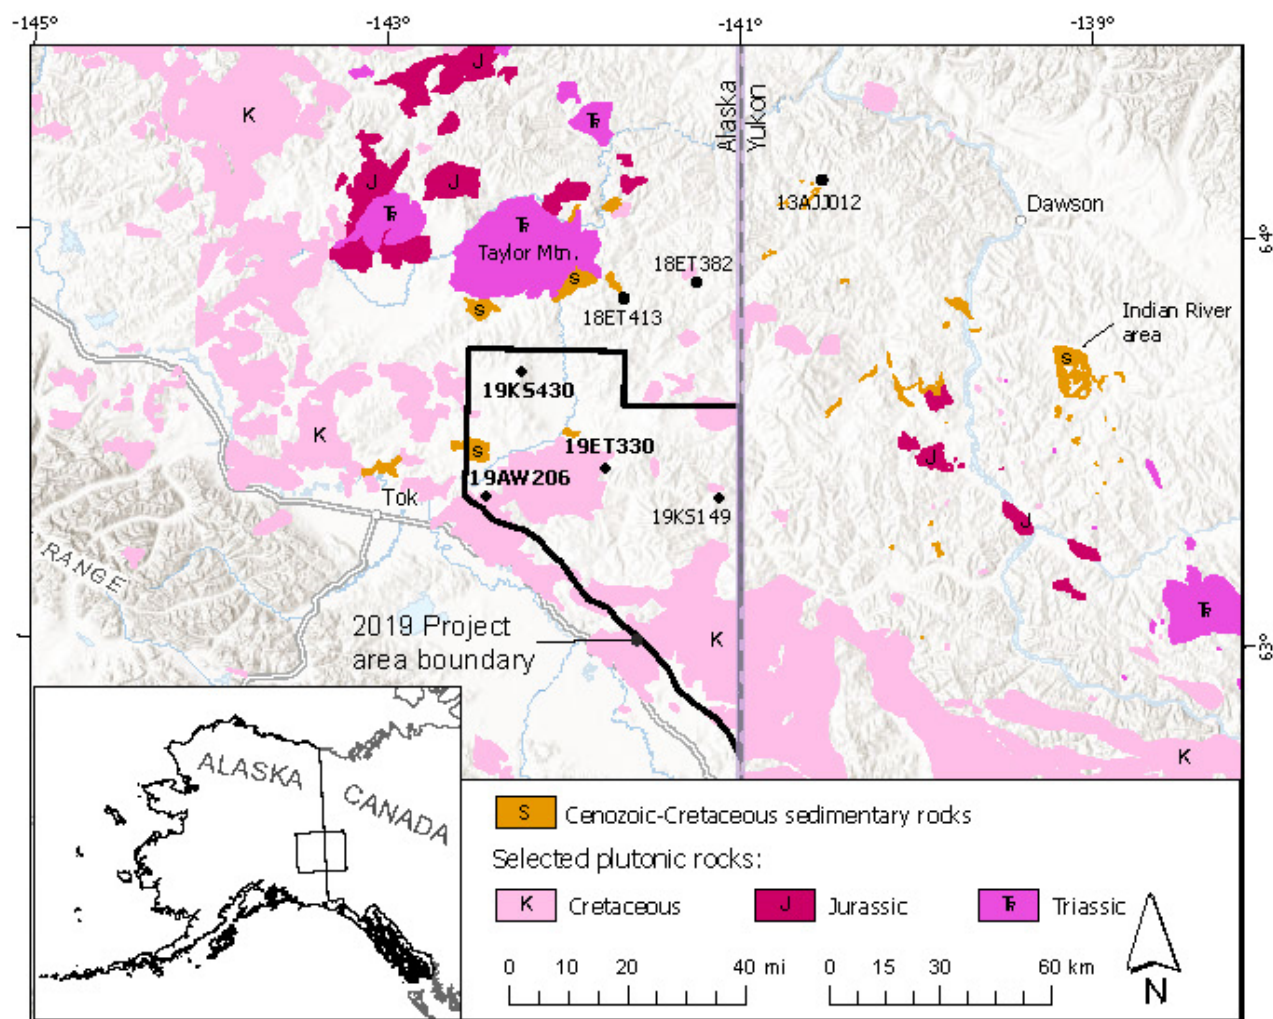 -145°
-143°
-141°
-139°
J
K
Alaska
Yukon
TR
13AJJ012
J
J
Dawson
TR
TR
Taylor Mtn.
64°
18ET382
S
S
18ET413
Indian River
area
S
19KS430
K
S
19ET330
J
19AW206
Tok
19KS149
J
RANGE
TR
2019 Project
area boundary
K
63°
K
ALASKA
CANADA
S Cenozoic-Cretaceous sedimentary rocks
Selected plutonic rocks:
K Cretaceous
J Jurassic
TR Triassic
0 10 20 40 mi
0 15 30 60 km
N